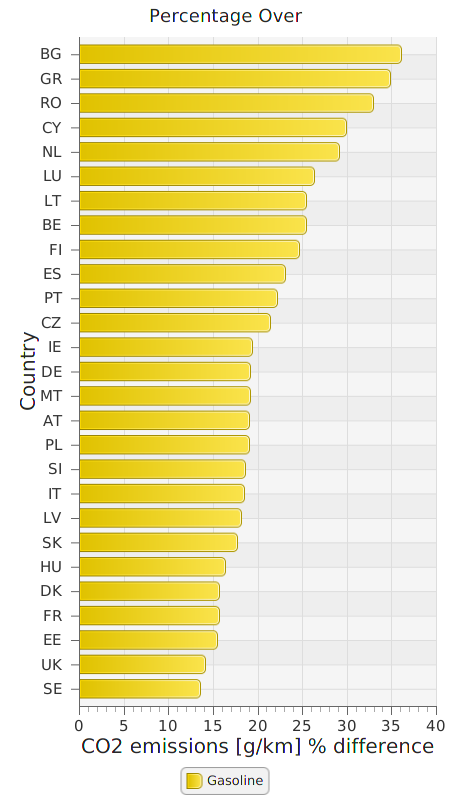 Percentage Over
Country
BG
GR
RO
CY
NL
LU
LT
BE
FI
ES
PT
CZ
IE
DE
MT
AT
PL
SI
IT
LV
SK
HU
DK
FR
EE
UK
SE
0 5 10 15 20 25 30 35 40
CO2 emissions [g/km] % difference
Gasoline